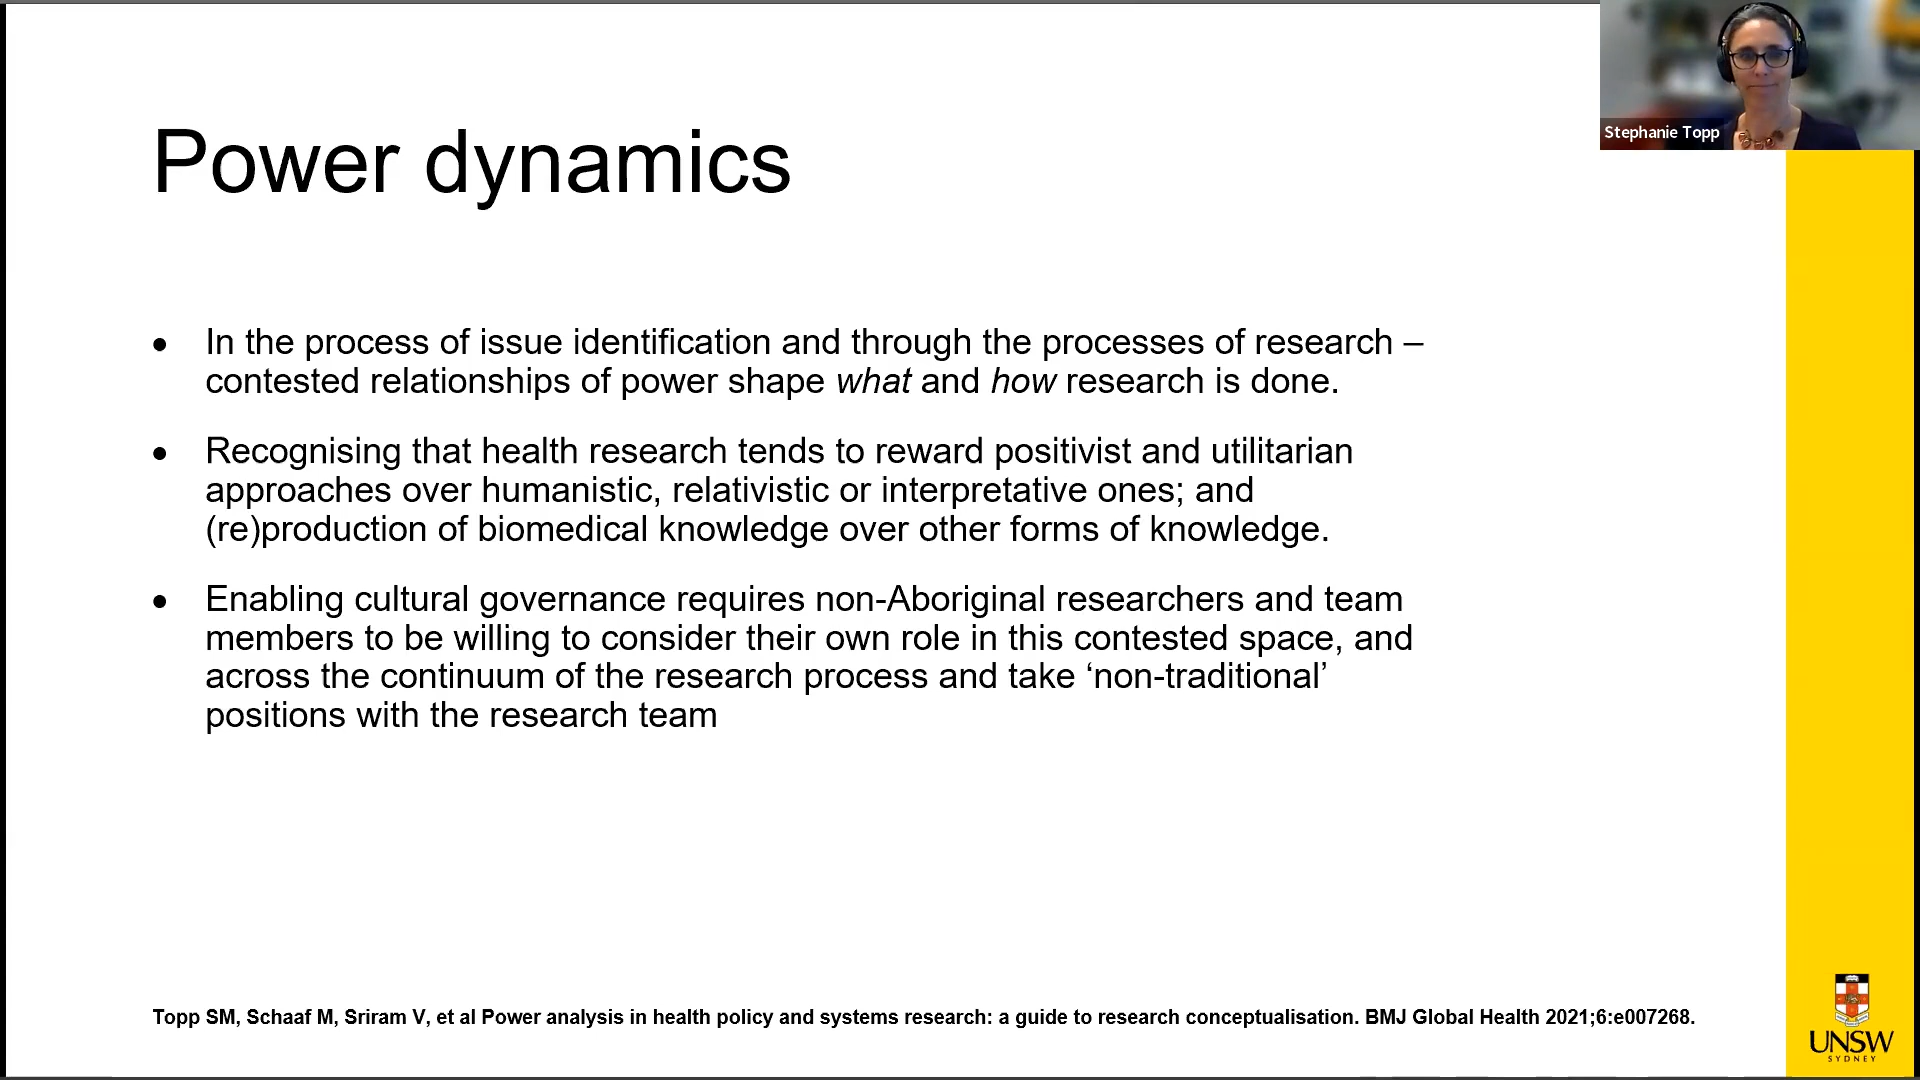 Stephanie Topp
Power dynamics
• In the process of issue identification and through the processes of research –
contested relationships of power shape what and how research is done.
• Recognising that health research tends to reward positivist and utilitarian
approaches over humanistic, relativistic or interpretative ones; and
(re)production of biomedical knowledge over other forms of knowledge.
• Enabling cultural governance requires non-Aboriginal researchers and team
members to be willing to consider their own role in this contested space, and
across the continuum of the research process and take ‘non-traditional’
positions with the research team
Topp SM, Schaaf M, Sriram V, et al Power analysis in health policy and systems research: a guide to research conceptualisation. BMJ Global Health 2021;6:e007268.
UNSW
SYDNEY